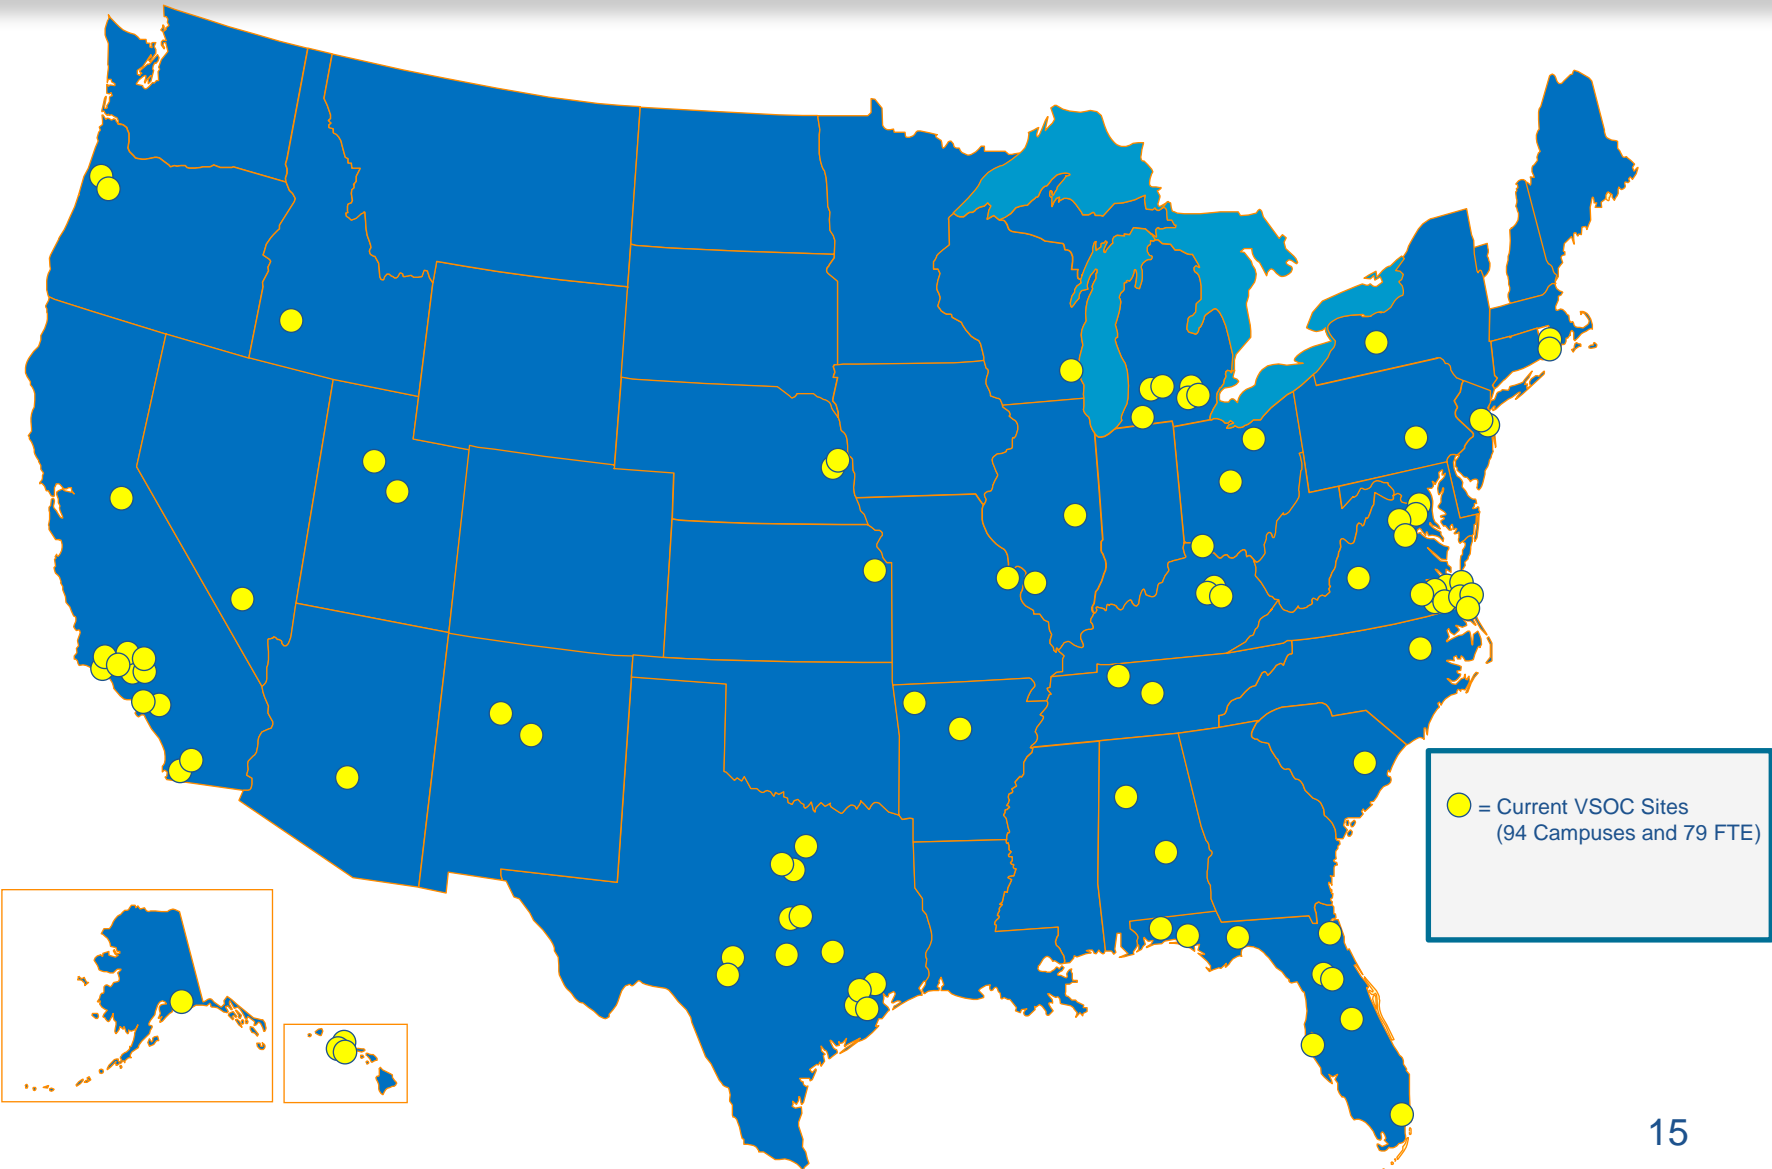 = Current VSOC Sites
(94 Campuses and 79 FTE)
15